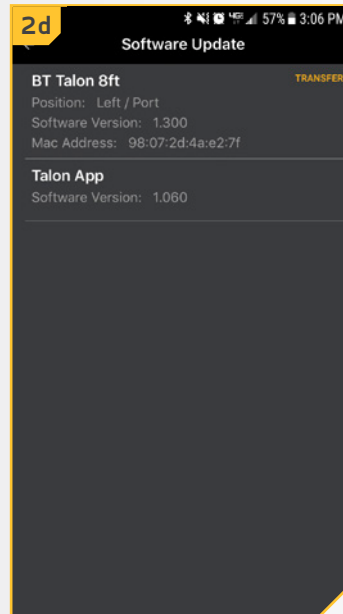 2d
57% 3:06 PM
Software Update
BT Talon 8ft TRANSFER
Position: Left / Port
Software Version: 1.300
Mac Address: 98:07:2d:4a:e2:7f
Talon App
Software Version: 1.060